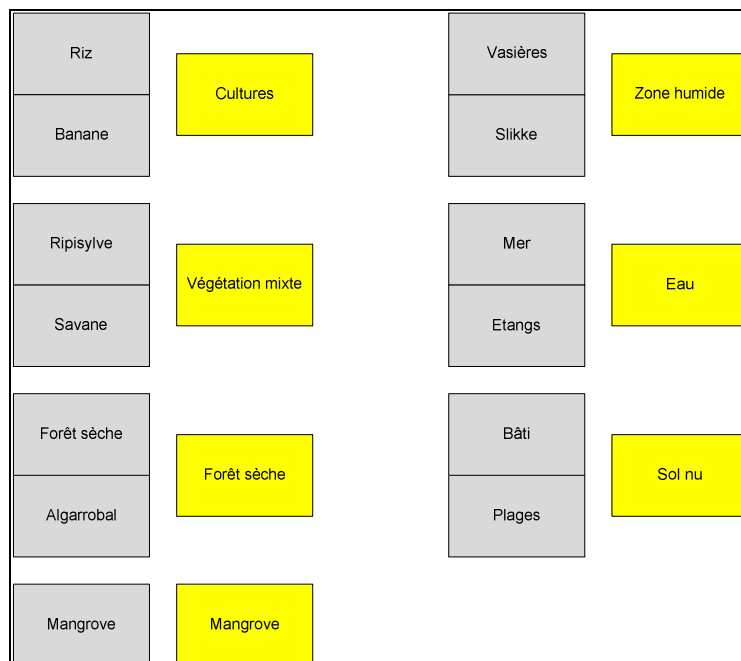 Riz
Cultures
Banane
Ripisylve
Végétation mixte
Savane
Forêt sèche
Forêt sèche
Algarrobal
Mangrove
Mangrove
Vasières
Zone humide
Slikke
Mer
Eau
Etangs
Bâti
Sol nu
Plages